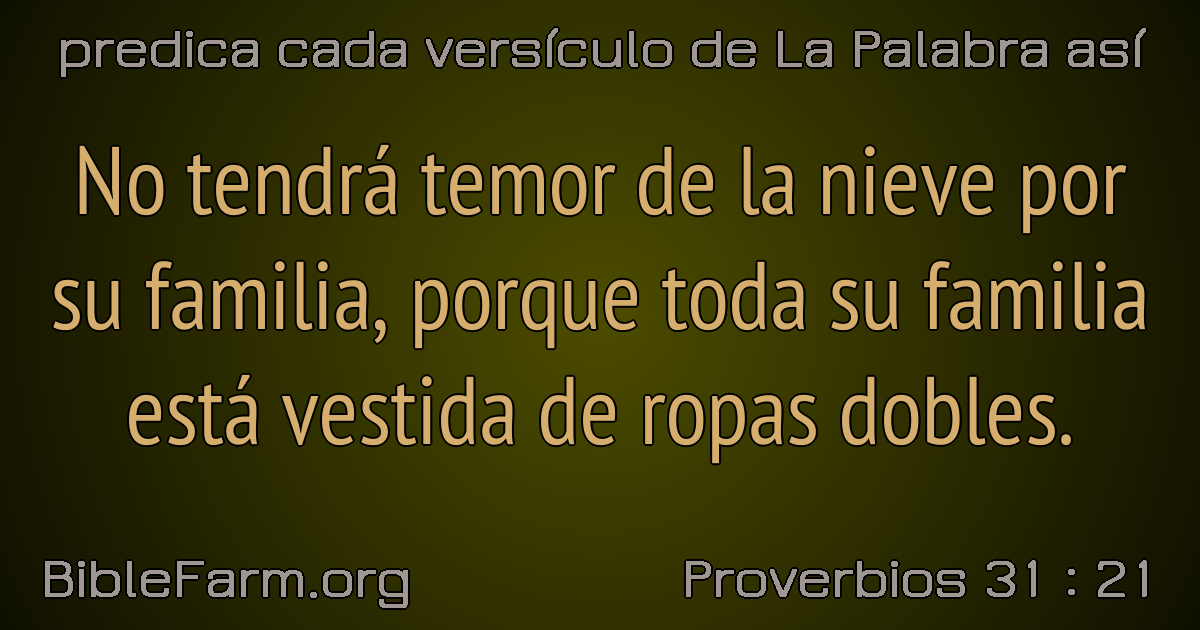 predica cada versículo de La Palabra así
No tendrá temor de la nieve por
su familia, porque toda su familia
está vestida de ropas dobles.
BibleFarm.org
Proverbios 31 : 21